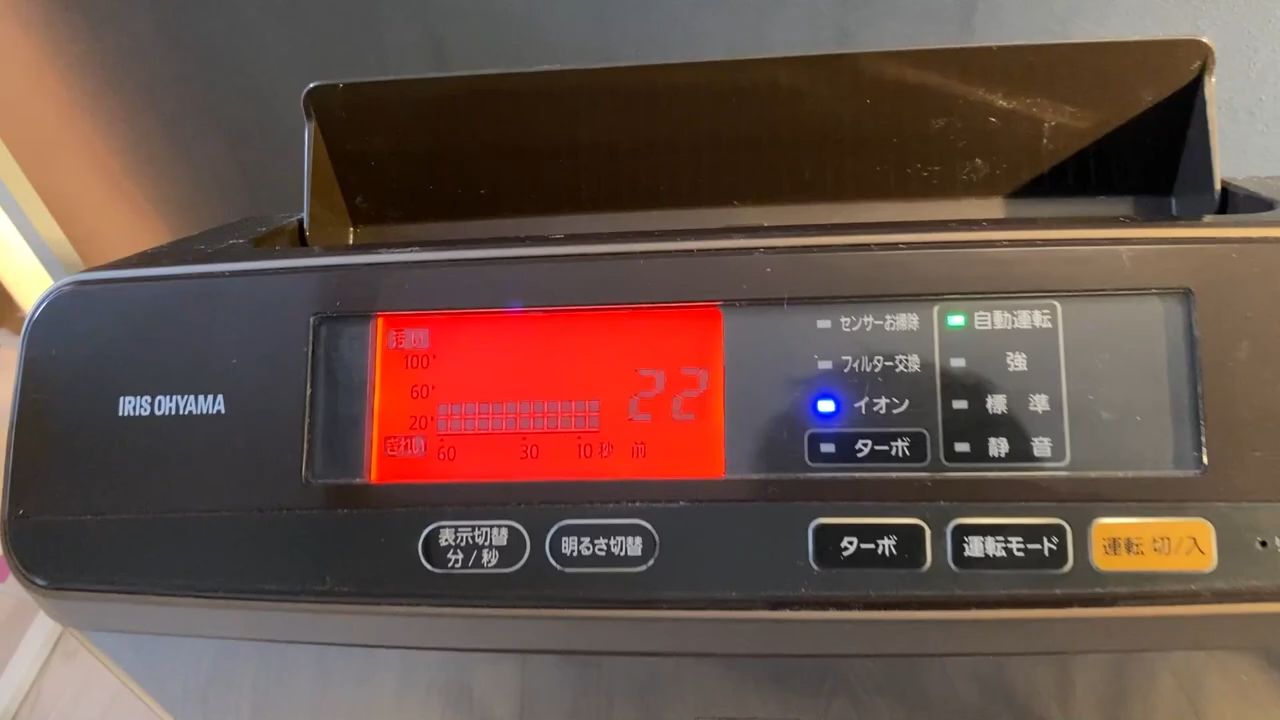 IRIS OHYAMA
汚い
100
60
20
きれい
60 30 10 秒 前
22
センサーお掃除
フィルター交換
イオン
ターボ
自動運転
強
標準
静音
表示切替
分/秒
明るさ切替
ターボ
運転モード
運転 切/入